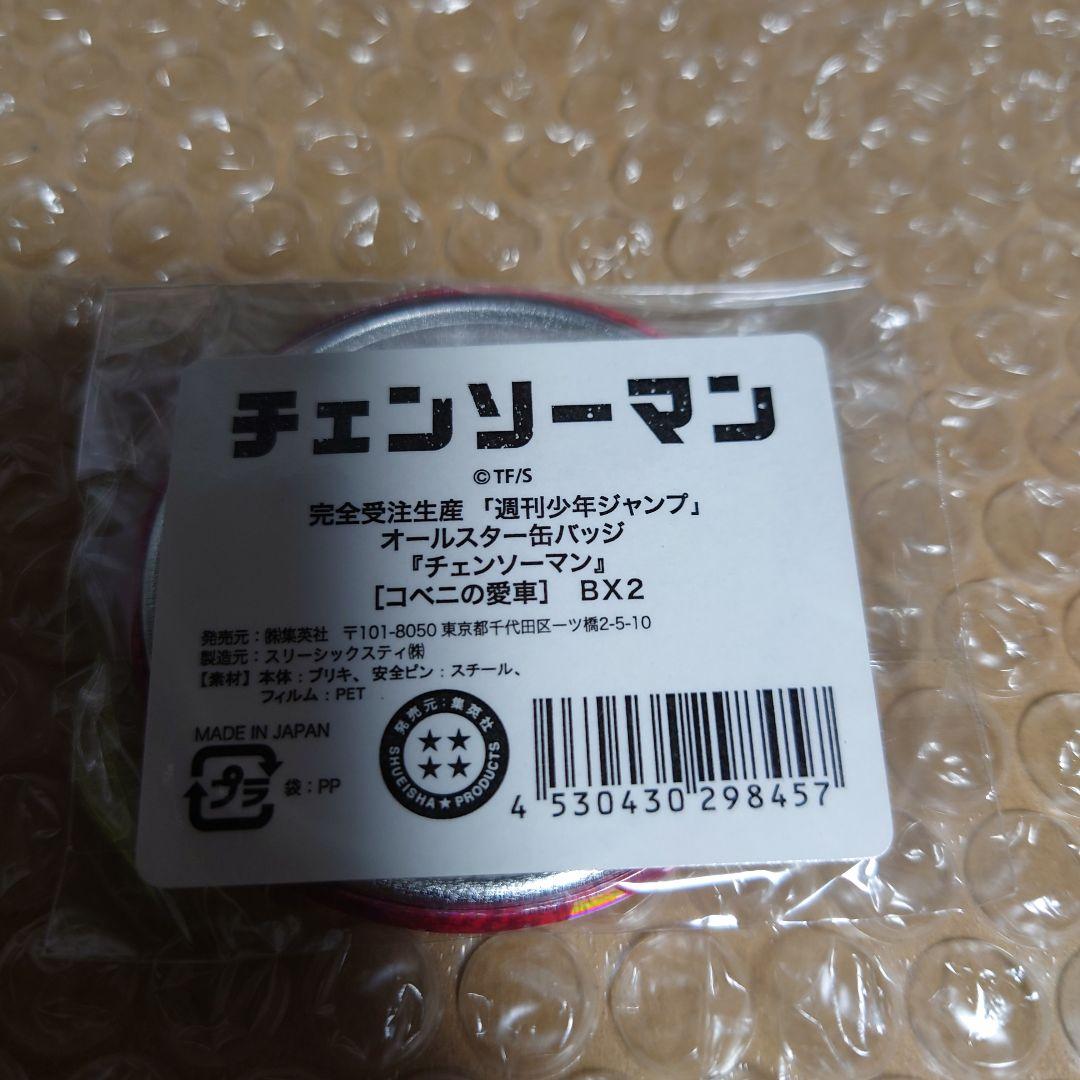 チェンソーマン
©TF/S
完全受注生産 「週刊少年ジャンプ」
オールスター缶バッジ
『チェンソーマン』
[コベニの愛車] BX2
発売元：㈱集英社 〒101-8050 東京都千代田区一ツ橋2-5-10
製造元：スリーシックスティ㈱
【素材】本体：ブリキ、安全ピン：スチール、
フィルム：PET
MADE IN JAPAN
プラ 袋：PP
発売元：集英社
SHUEISHA★PRODUCTS
4 530430 298457